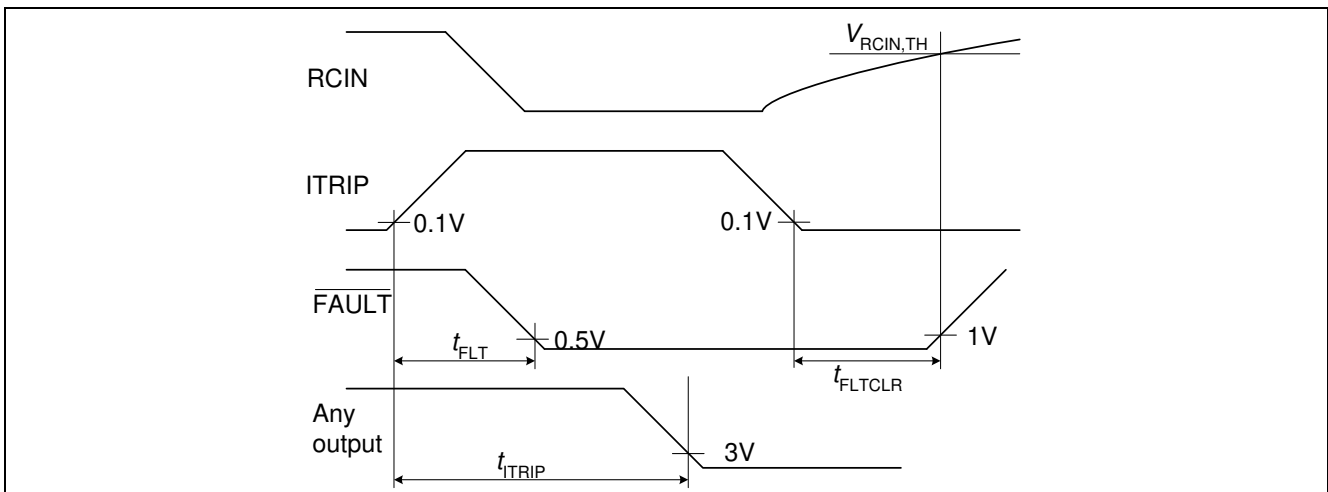 V_RCIN,TH
RCIN
ITRIP
0.1V
0.1V
FAULT
t_FLT
0.5V
1V
t_FLTCLR
Any
output
3V
t_ITRIP